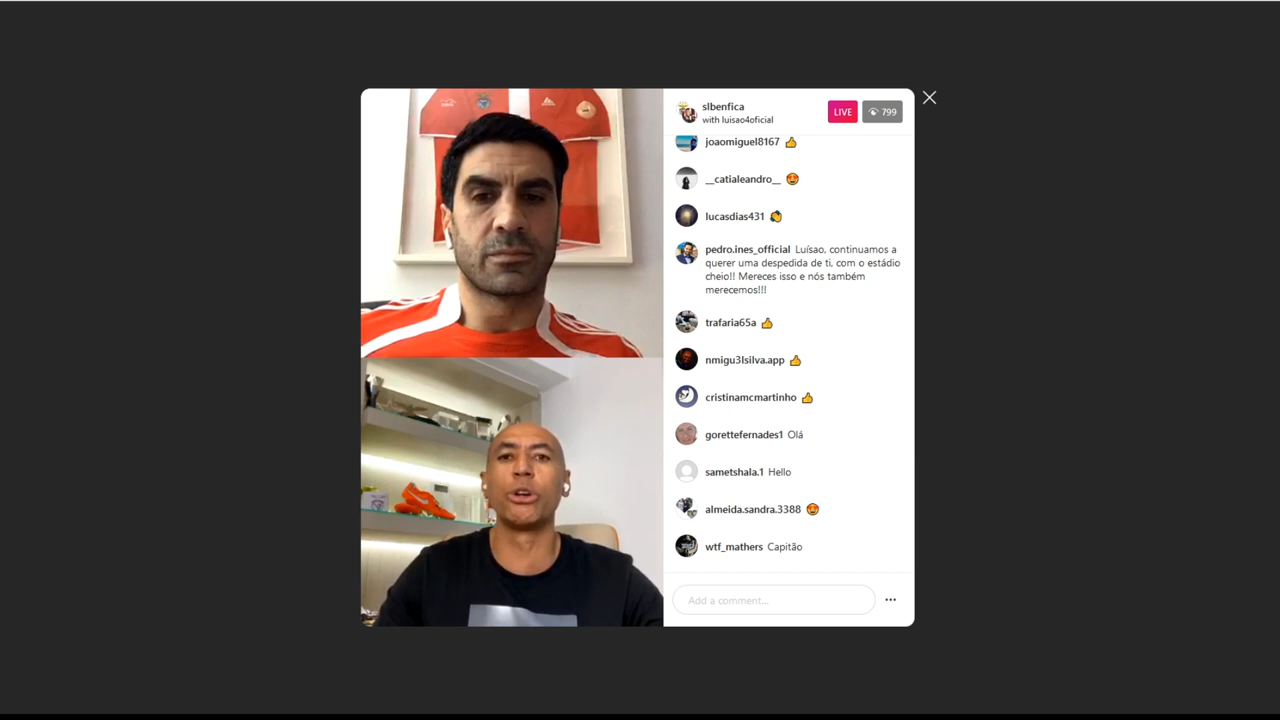 slbenfica
with luisao4oficial
LIVE
799
joaomiguel8167 👍
__catialeandro__ 🤩
lucasdias431 👏
pedro.ines_official Luísao, continuamos a
querer uma despedida de ti, com o estádio
cheio!! Mereces isso e nós também
merecemos!!!
trafaria65a 👍
nmigu3lsilva.app 👍
cristinamcmartinho 👍
gorettefernades1 Olá
sametshala.1 Hello
almeida.sandra.3388 🤩
wtf_mathers Capitão
Add a comment...